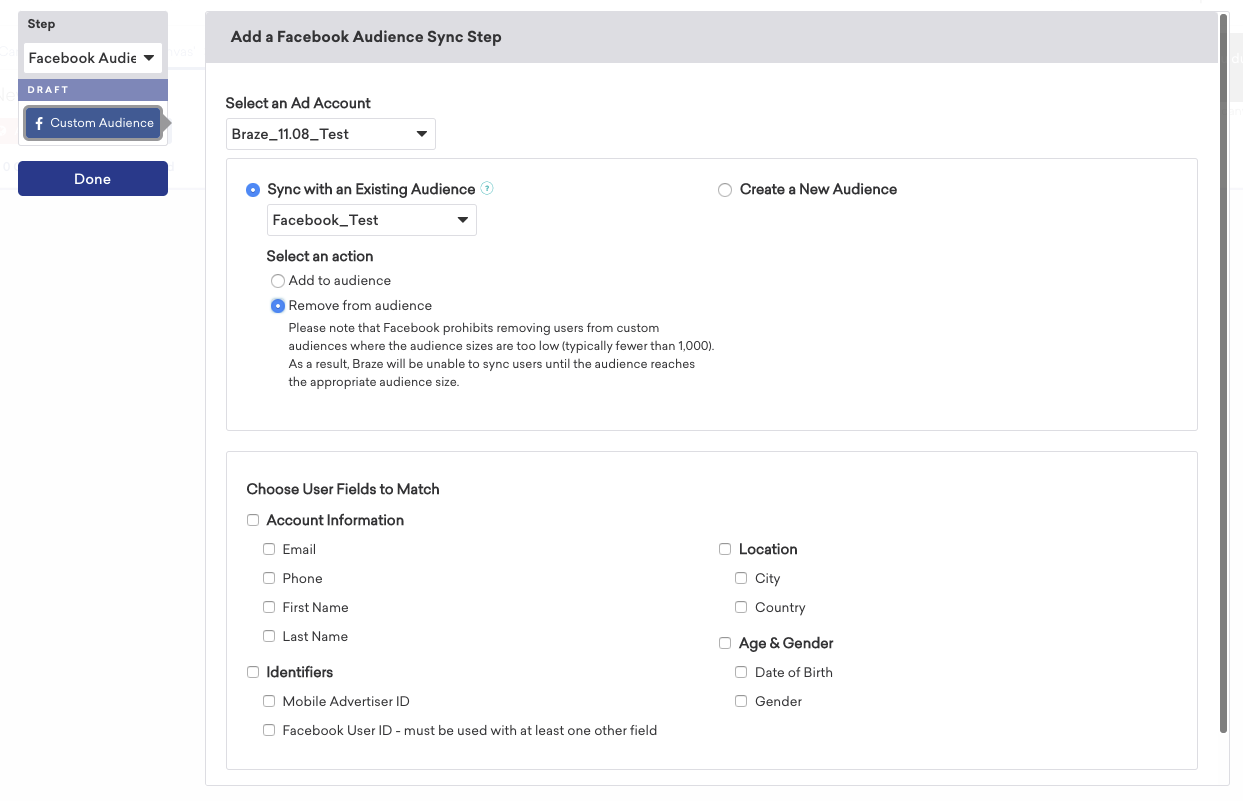 Step
Add a Facebook Audience Sync Step
Facebook Audie
DRAFT
Custom Audience
Done
Select an Ad Account
Braze_11.08_Test
Sync with an Existing Audience ?
Create a New Audience
Facebook_Test
Select an action
Add to audience
Remove from audience
Please note that Facebook prohibits removing users from custom
audiences where the audience sizes are too low (typically fewer than 1,000).
As a result, Braze will be unable to sync users until the audience reaches
the appropriate audience size.
Choose User Fields to Match
Account Information
Email
Phone
First Name
Last Name
Identifiers
Mobile Advertiser ID
Facebook User ID - must be used with at least one other field
Location
City
Country
Age & Gender
Date of Birth
Gender